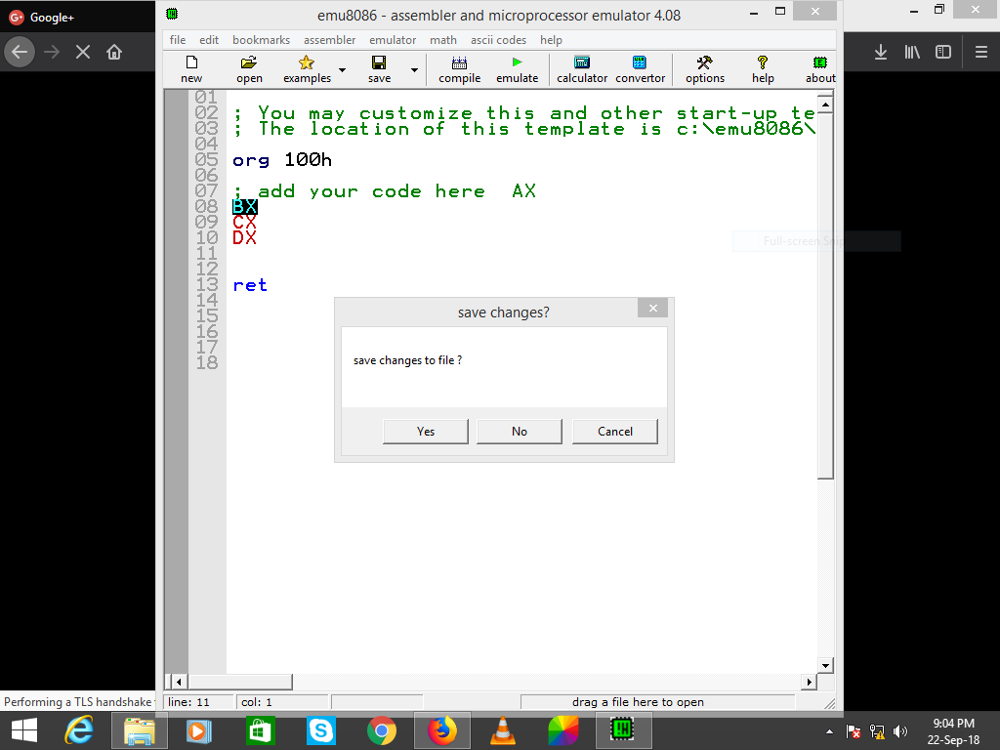 Google+
emu8086 - assembler and microprocessor emulator 4.08
file edit bookmarks assembler emulator math ascii codes help
new open examples save compile emulate calculator convertor options help about
01
02 ; You may customize this and other start-up te
03 ; The location of this template is c:\emu8086\
04
05 org 100h
06
07 ; add your code here AX
08 BX
09 CX
10 DX
11
12
13 ret
14
15
16
17
18
Full-screen Snip
save changes?
save changes to file ?
Yes No Cancel
Performing a TLS handshake
line: 11 col: 1 drag a file here to open
9:04 PM
22-Sep-18